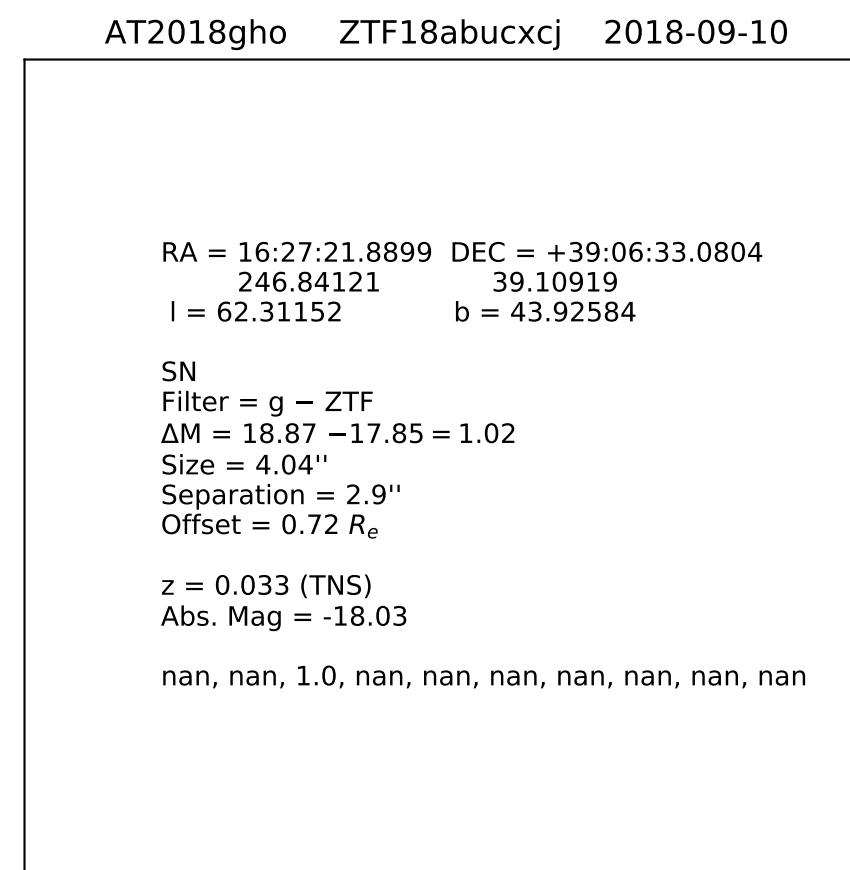 AT2018gho ZTF18abucxcj 2018-09-10
RA = 16:27:21.8899 DEC = +39:06:33.0804
246.84121 39.10919
l = 62.31152 b = 43.92584
SN
Filter = g − ZTF
ΔM = 18.87 −17.85 = 1.02
Size = 4.04''
Separation = 2.9''
Offset = 0.72 Re
z = 0.033 (TNS)
Abs. Mag = -18.03
nan, nan, 1.0, nan, nan, nan, nan, nan, nan, nan